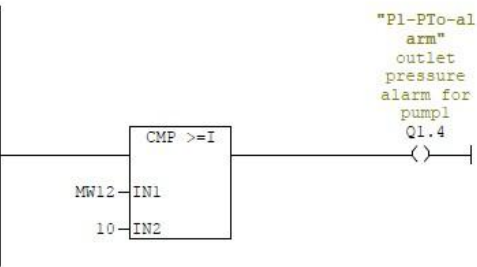 "P1-PTo-al
arm"
outlet
pressure
alarm for
pump1
Q1.4
CMP >=I
( )
MW12
IN1
10
IN2